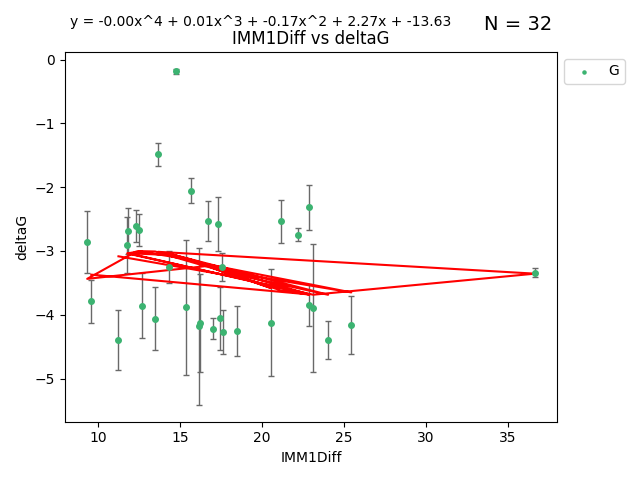 y = -0.00x^4 + 0.01x^3 + -0.17x^2 + 2.27x + -13.63
N = 32
IMM1Diff vs deltaG
G
0
−1
−2
−3
−4
−5
deltaG
10 15 20 25 30 35
IMM1Diff